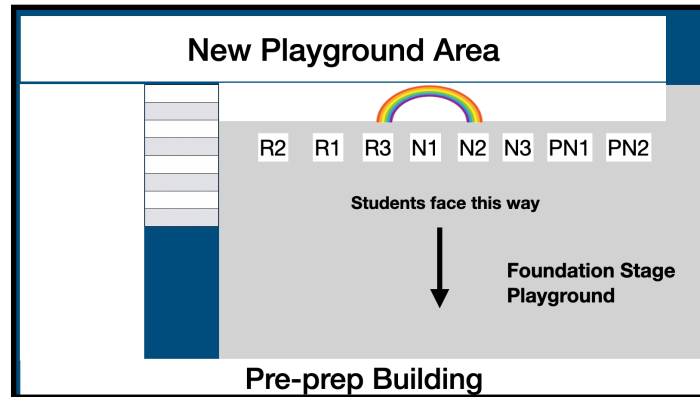 New Playground Area
R2 R1 R3 N1 N2 N3 PN1 PN2
Students face this way
Foundation Stage
Playground
Pre-prep Building